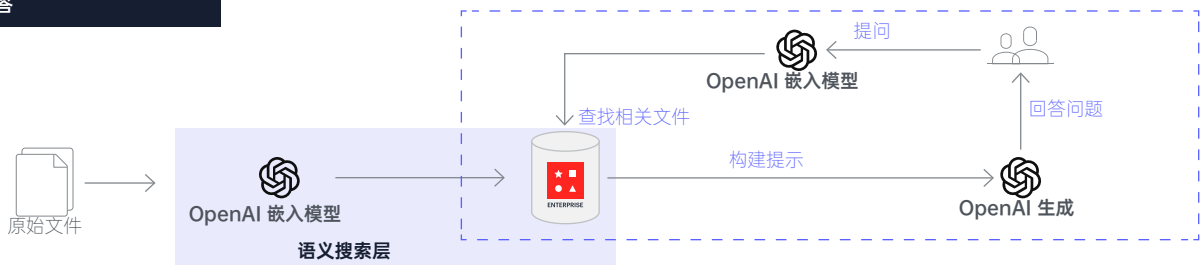 答
提问
OpenAI 嵌入模型
查找相关文件
回答问题
构建提示
ENTERPRISE
原始文件
OpenAI 嵌入模型
OpenAI 生成
语义搜索层